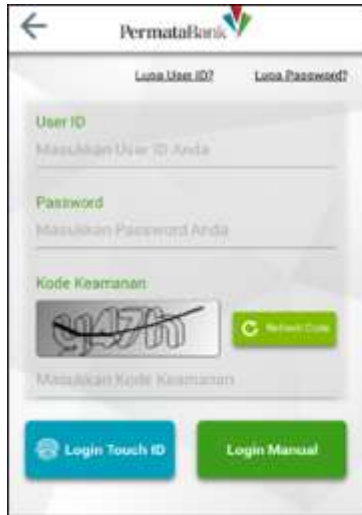 PermataBank
Lupa User ID? Lupa Password?
User ID
Masukkan User ID Anda
Password
Masukkan Password Anda
Kode Keamanan
Refresh Code
Masukkan Kode Keamanan
Login Touch ID Login Manual